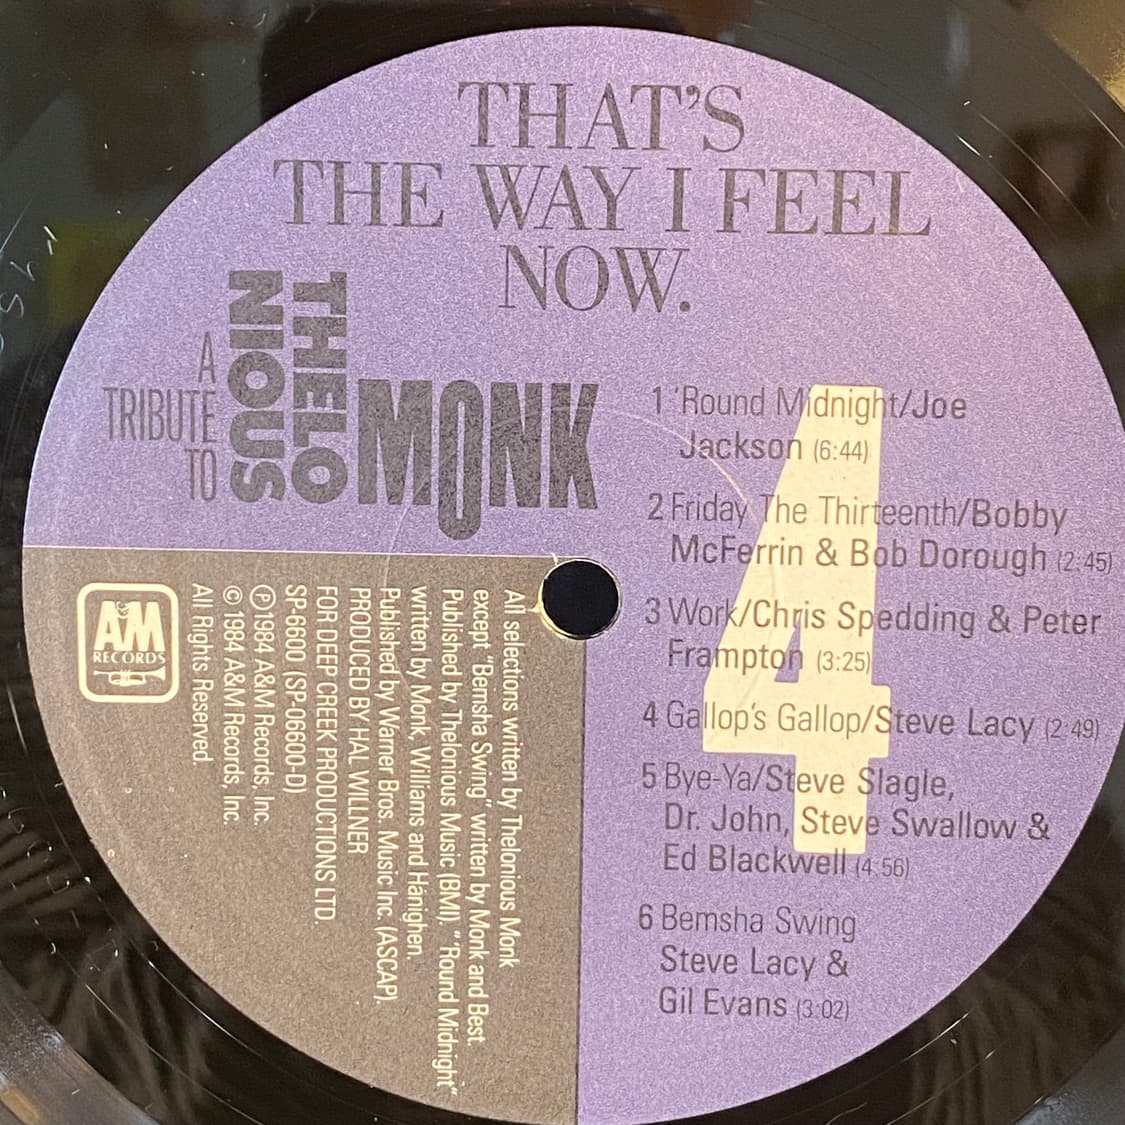 THAT'S
THE WAY I FEEL
NOW.
A
TRIBUTE
TO
THELO
NIOUS
MONK
4
1 'Round Midnight/Joe
Jackson (6:44)
2 Friday The Thirteenth/Bobby
McFerrin & Bob Dorough (2:45)
3 Work/Chris Spedding & Peter
Frampton (3:25)
4 Gallop's Gallop/Steve Lacy (2:49)
5 Bye-Ya/Steve Slagle,
Dr. John, Steve Swallow &
Ed Blackwell (4:56)
6 Bemsha Swing
Steve Lacy &
Gil Evans (3:02)
All selections written by Thelonious Monk
except "Bemsha Swing" written by Monk and Best.
Published by Thelonious Music (BMI). "'Round Midnight"
written by Monk, Williams and Hanighen.
Published by Warner Bros. Music Inc. (ASCAP).
PRODUCED BY HAL WILLNER
FOR DEEP CREEK PRODUCTIONS LTD.
SP-6600 (SP-06600-D)
℗ 1984 A&M Records, Inc.
© 1984 A&M Records, Inc.
All Rights Reserved
A&M
RECORDS